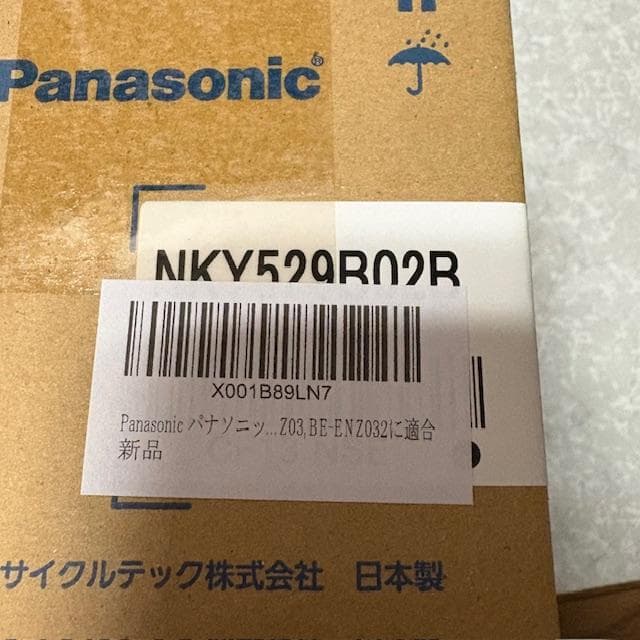 Panasonic®
NKY529B02B
X001B89LN7
Panasonic パナソニッ...Z03,BE-ENZ032に適合
新品
サイクルテック株式会社 日本製